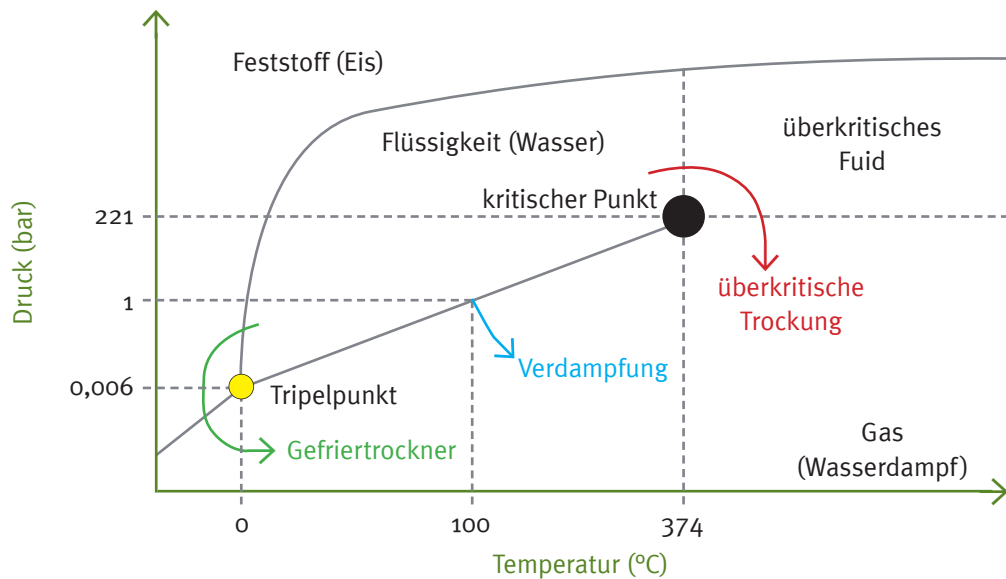 Feststoff (Eis)
Flüssigkeit (Wasser)
überkritisches
Fuid
kritischer Punkt
Druck (bar)
221
1
0,006
überkritische
Trockung
Verdampfung
Tripelpunkt
Gefriertrockner
Gas
(Wasserdampf)
0
100
374
Temperatur (ºC)